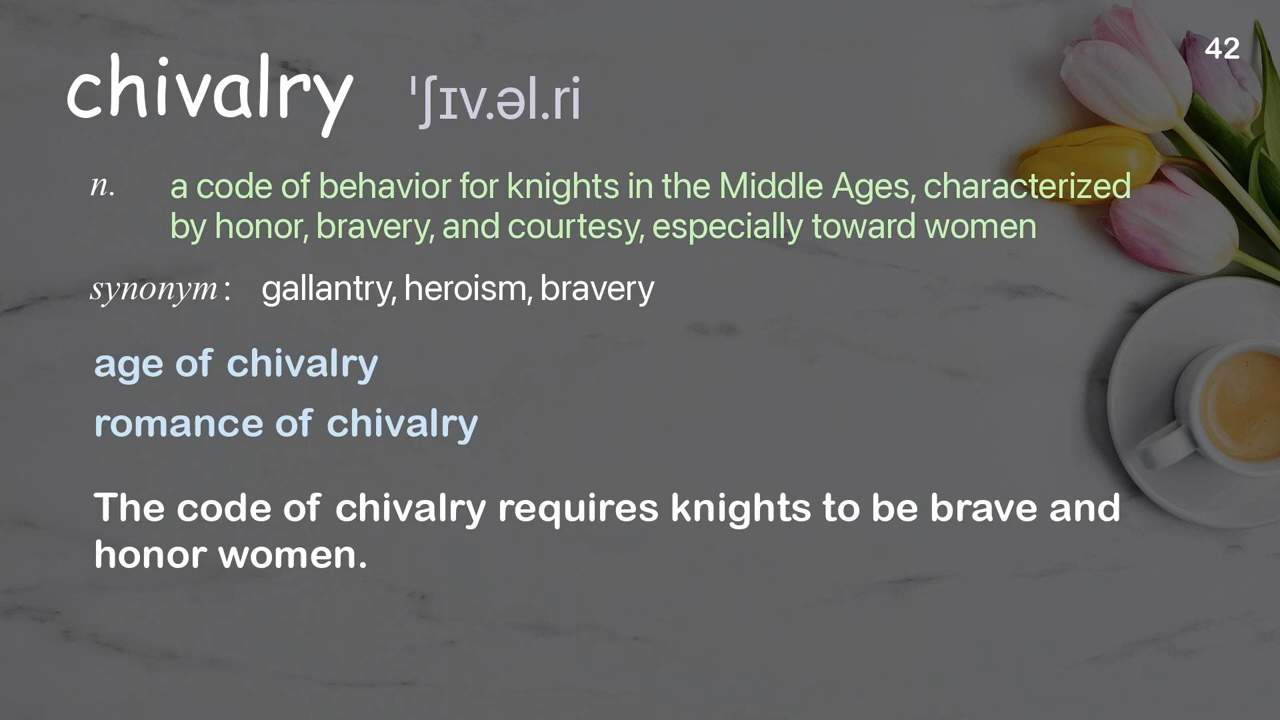 42
chivalry ˈʃɪv.əl.ri
n. a code of behavior for knights in the Middle Ages, characterized
by honor, bravery, and courtesy, especially toward women
synonym : gallantry, heroism, bravery
age of chivalry
romance of chivalry
The code of chivalry requires knights to be brave and
honor women.